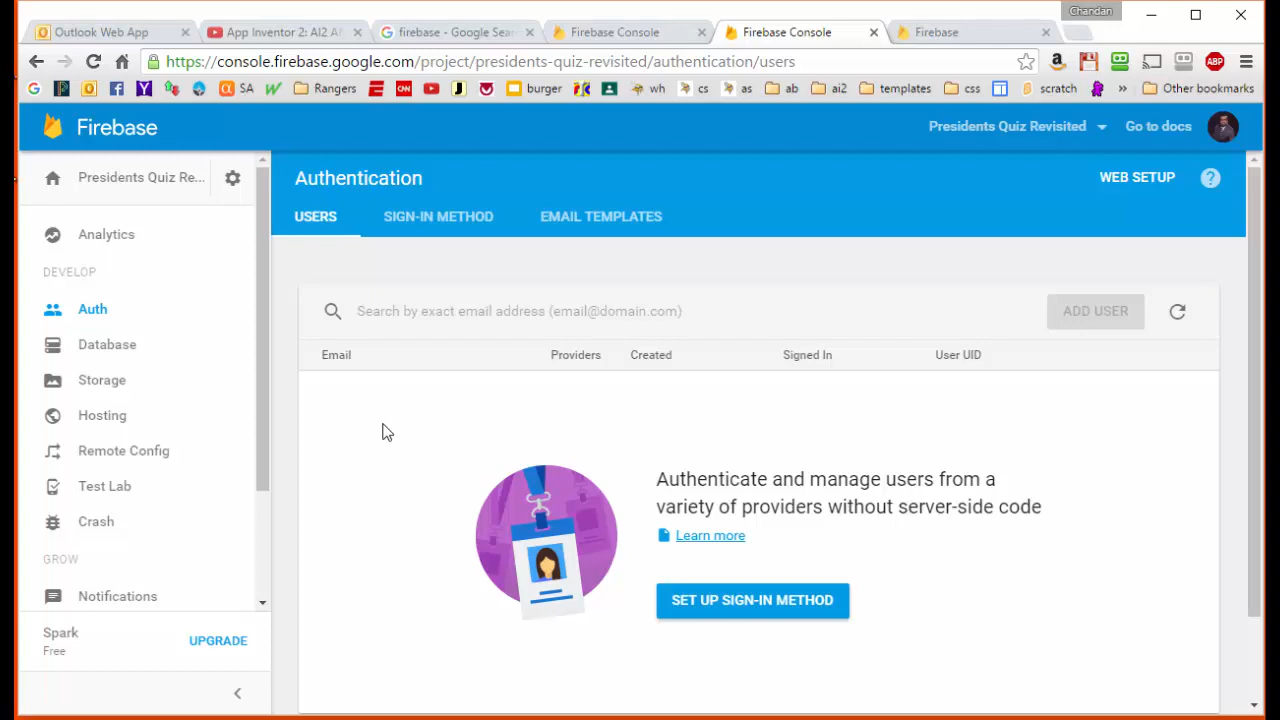 Chandan
Outlook Web App
App Inventor 2: AI2 A
firebase - Google Sea
Firebase Console
Firebase Console
Firebase
https://console.firebase.google.com/project/presidents-quiz-revisited/authentication/users
ABP
SA
Rangers
CNN
burger
wh
cs
as
ab
ai2
templates
css
scratch
»
Other bookmarks
Firebase
Presidents Quiz Revisited
Go to docs
Presidents Quiz Re...
Authentication
WEB SETUP
?
USERS
SIGN-IN METHOD
EMAIL TEMPLATES
Analytics
DEVELOP
Auth
Database
Storage
Hosting
Remote Config
Test Lab
Crash
GROW
Notifications
Spark
Free
UPGRADE
Search by exact email address (email@domain.com)
ADD USER
Email
Providers
Created
Signed In
User UID
Authenticate and manage users from a
variety of providers without server-side code
Learn more
SET UP SIGN-IN METHOD